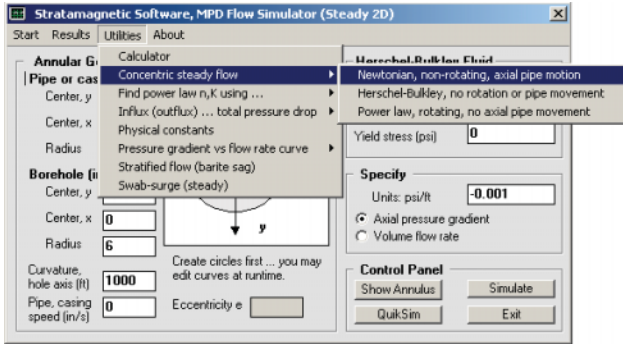 Stratamagnetic Software, MPD Flow Simulator (Steady 2D)
Start Results Utilities About
Annular G
Pipe or cas
Center, y
Center, x
Radius
Borehole (i
Center, y
Center, x 0
Radius 6
Curvature,
hole axis (ft) 1000
Pipe, casing
speed (in/s) 0
Calculator
Concentric steady flow
Find power law n,K using ...
Influx (outflux) ... total pressure drop
Physical constants
Pressure gradient vs flow rate curve
Stratified flow (barite sag)
Swab-surge (steady)
y
Create circles first ... you may
edit curves at runtime.
Eccentricity e
Herschel-Bulkley Fluid
Newtonian, non-rotating, axial pipe motion
Herschel-Bulkley, no rotation or pipe movement
Power law, rotating, no axial pipe movement
Yield stress (psi) 0
Specify
Units: psi/ft -0.001
Axial pressure gradient
Volume flow rate
Control Panel
Show Annulus Simulate
QuikSim Exit